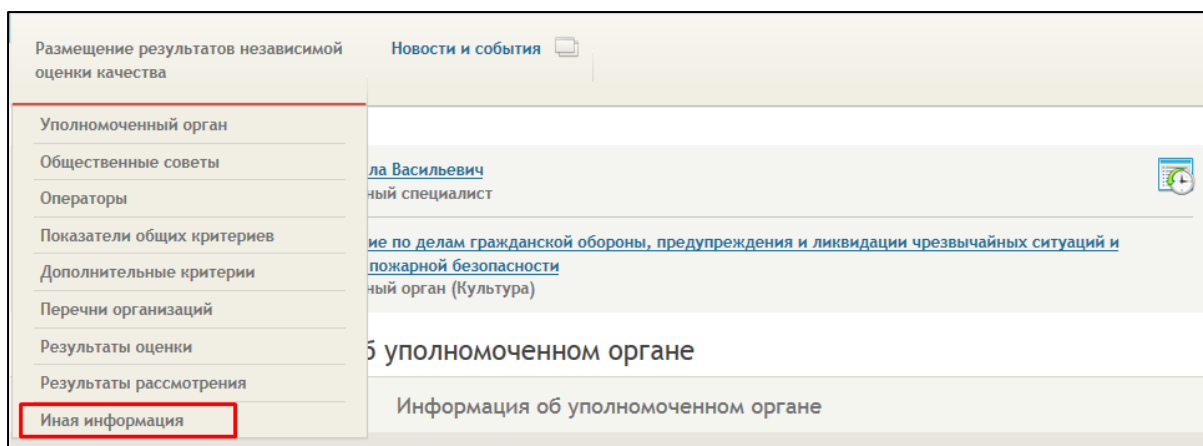 Размещение результатов независимой
оценки качества
Новости и события
Уполномоченный орган
Общественные советы
Операторы
Показатели общих критериев
Дополнительные критерии
Перечни организаций
Результаты оценки
Результаты рассмотрения
Иная информация
ла Васильевич
ный специалист
ие по делам гражданской обороны, предупреждения и ликвидации чрезвычайных ситуаций и
пожарной безопасности
ный орган (Культура)
б уполномоченном органе
Информация об уполномоченном органе